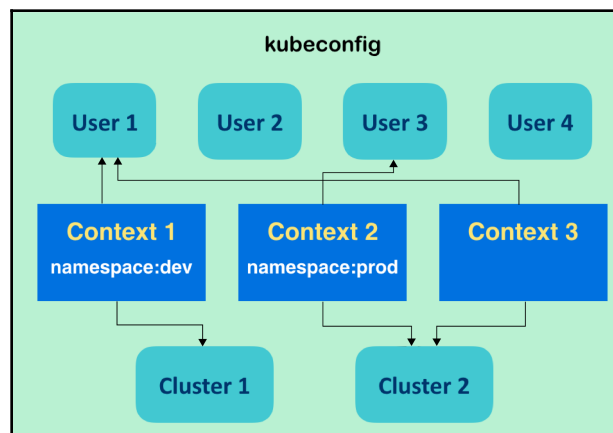 kubeconfig
User 1
User 2
User 3
User 4
Context 1
namespace:dev
Context 2
namespace:prod
Context 3
Cluster 1
Cluster 2